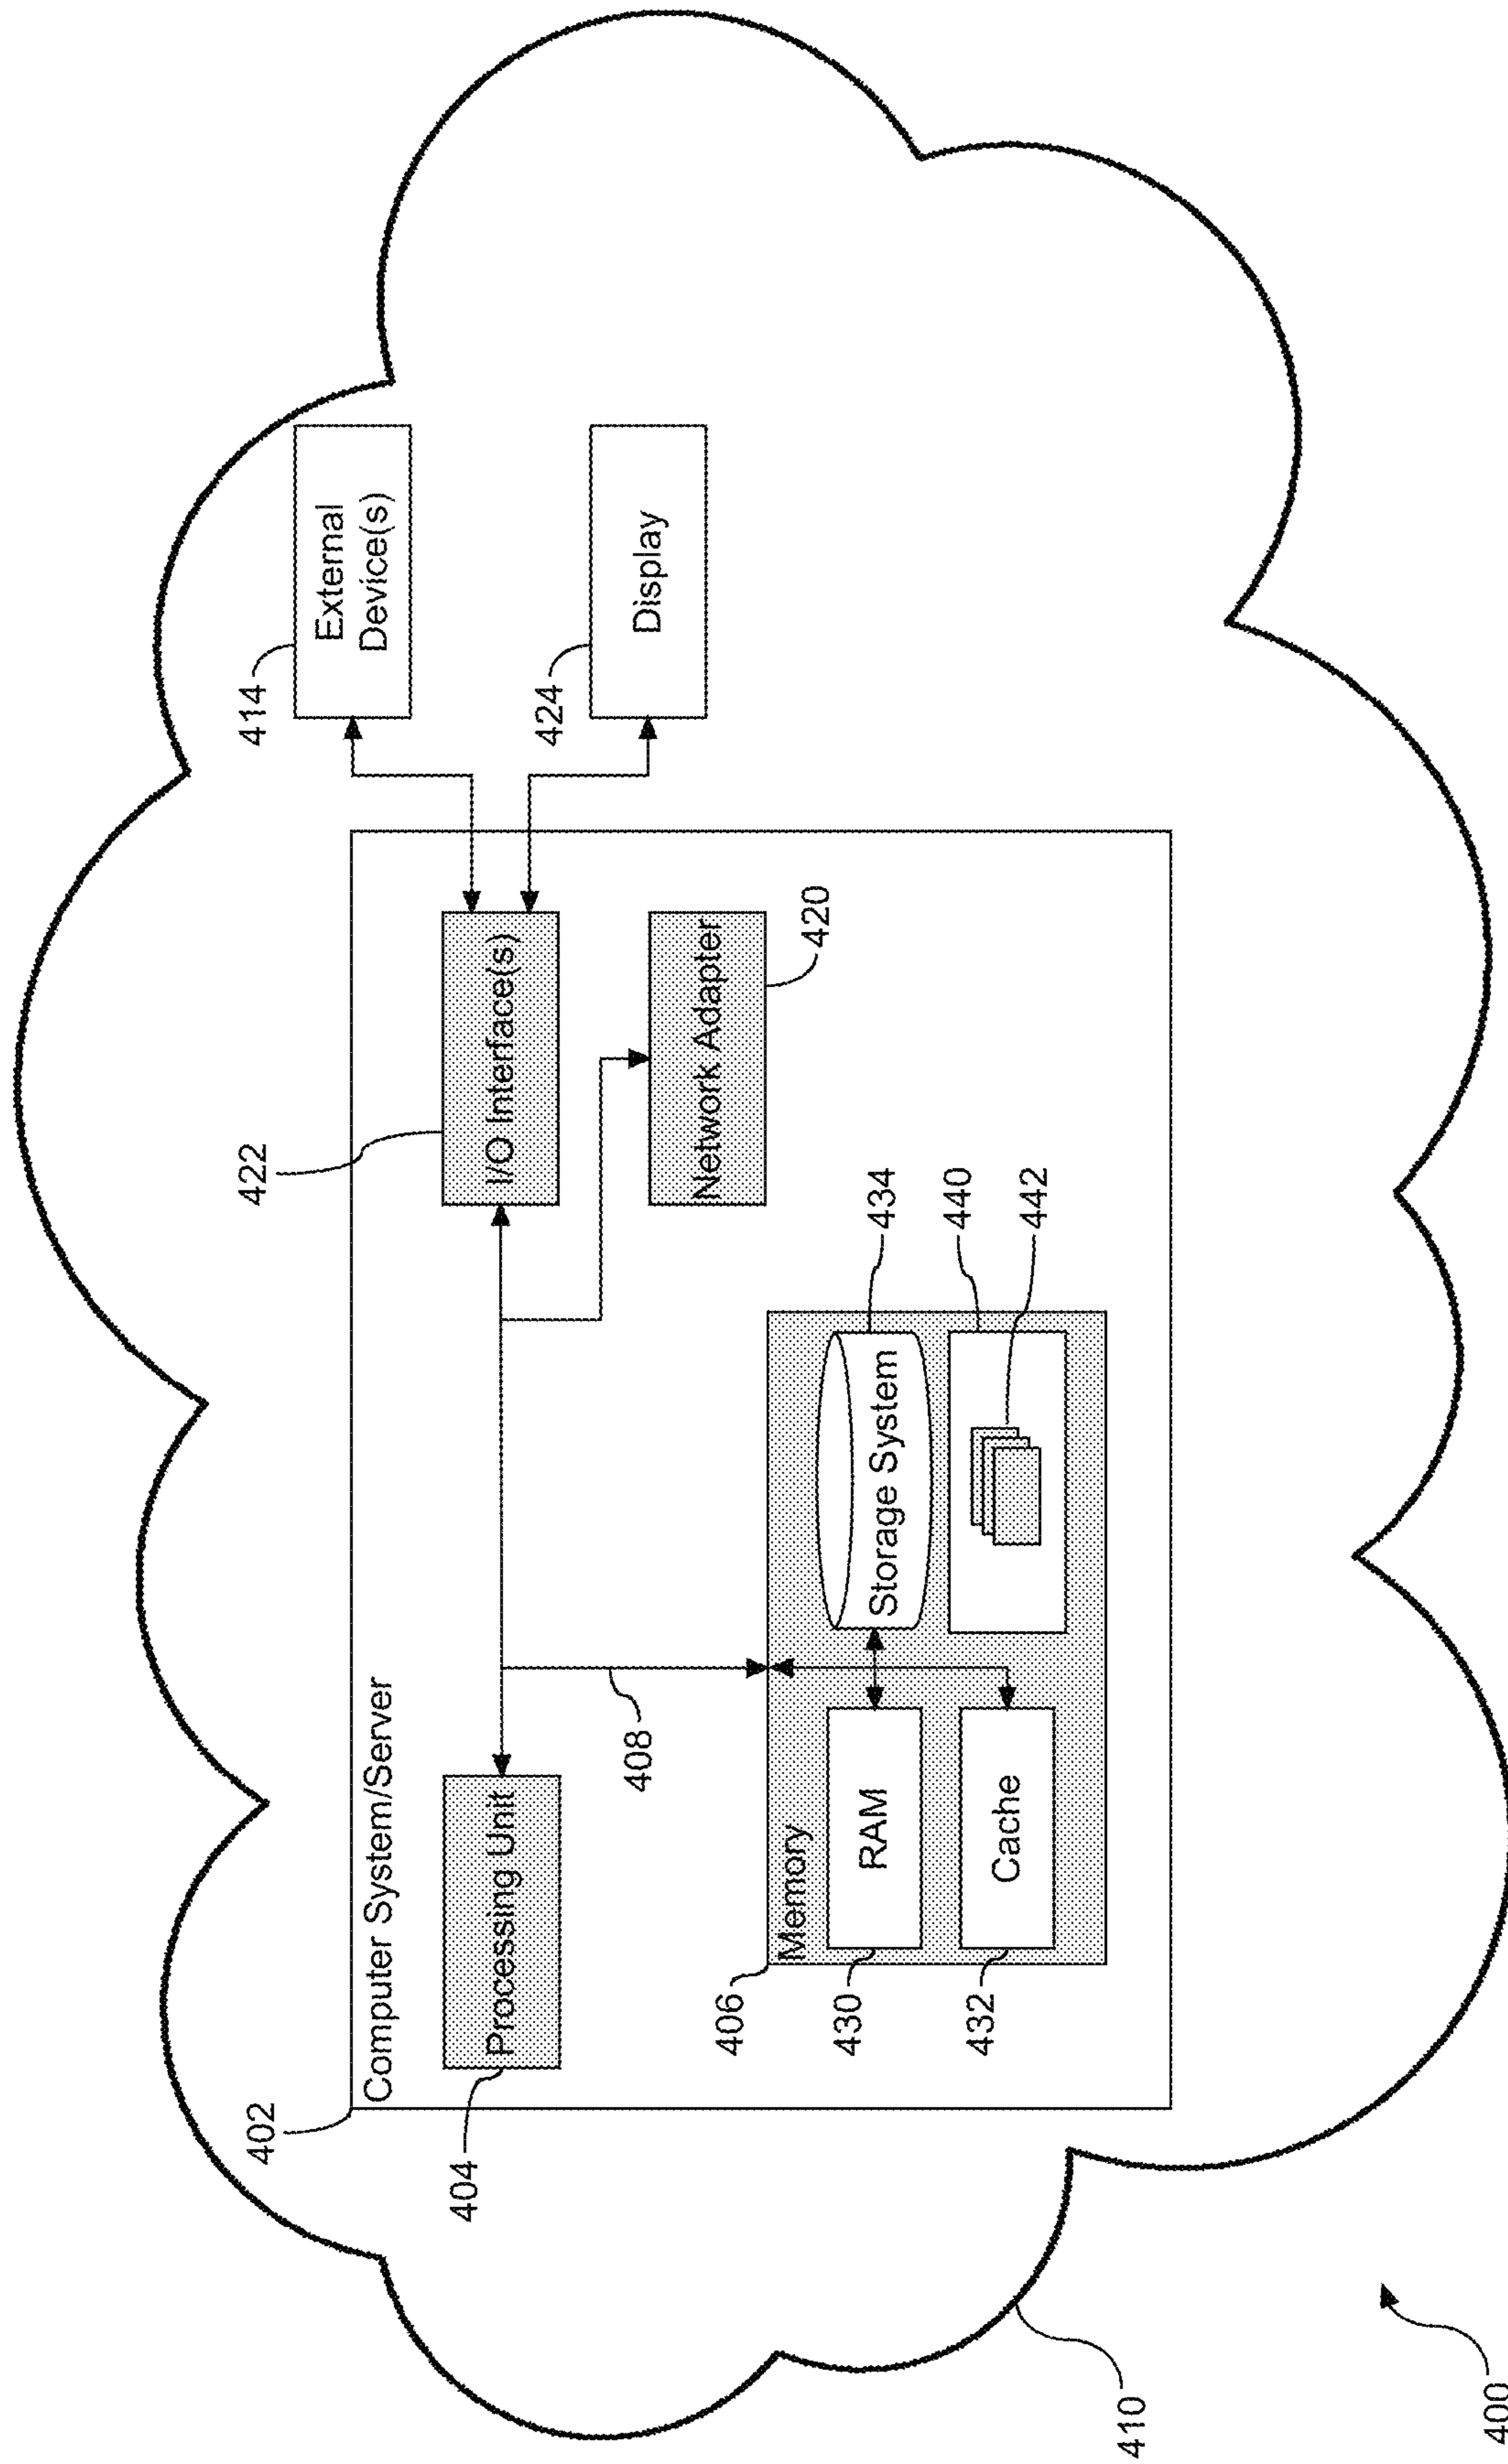 402
Computer System/Server
404
Processing Unit
422
I/O Interface(s)
414
External
Device(s)
408
Network Adapter
420
424
Display
406
Memory
430
RAM
432
Cache
Storage System
434
440
442
410
400